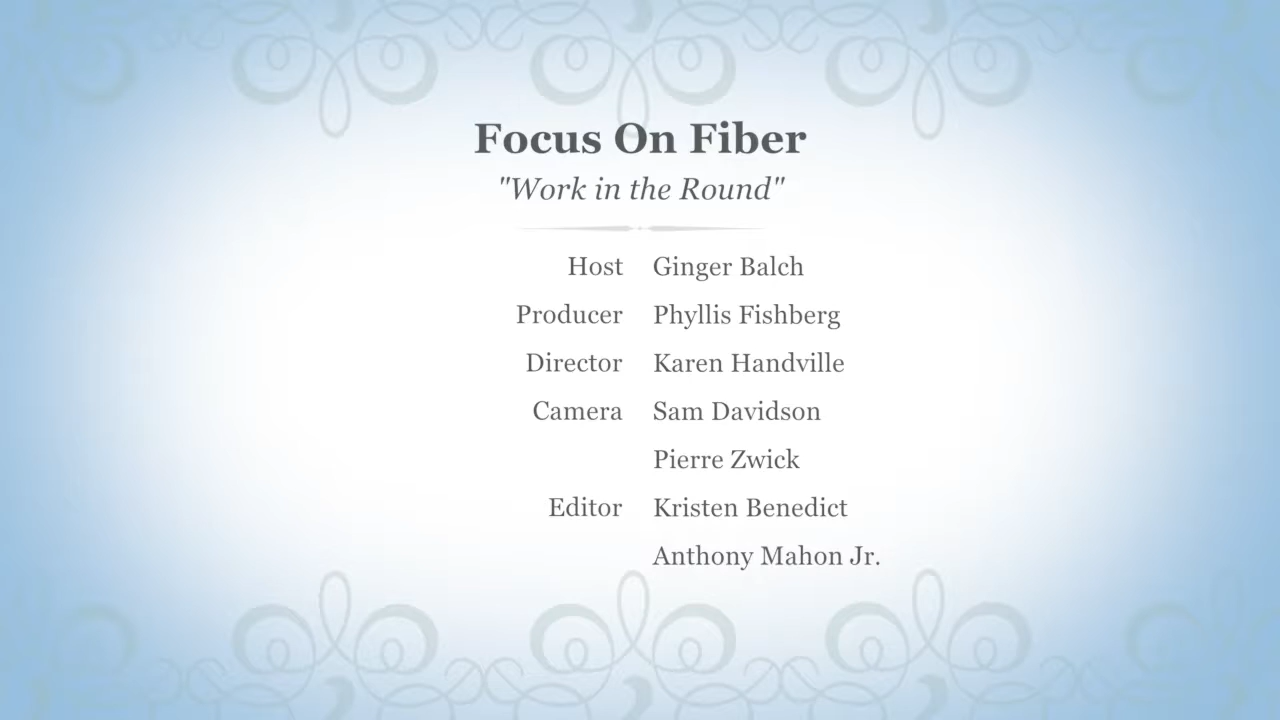 Focus On Fiber
"Work in the Round"
Host Ginger Balch
Producer Phyllis Fishberg
Director Karen Handville
Camera Sam Davidson
Pierre Zwick
Editor Kristen Benedict
Anthony Mahon Jr.